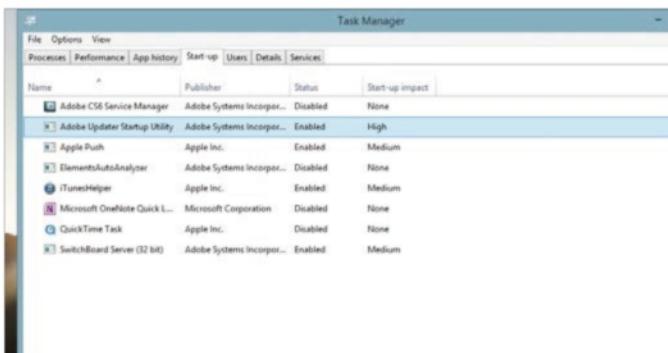 Task Manager
File Options View
Processes Performance App history Start-up Users Details Services
Name Publisher Status Start-up impact
Adobe CS6 Service Manager Adobe Systems Incorpor... Disabled None
Adobe Updater Startup Utility Adobe Systems Incorpor... Enabled High
Apple Push Apple Inc. Enabled Medium
ElementsAutoAnalyzer Adobe Systems Incorpor... Disabled None
iTunesHelper Apple Inc. Enabled Medium
Microsoft OneNote Quick L... Microsoft Corporation Disabled None
QuickTime Task Apple Inc. Disabled None
SwitchBoard Server (32 bit) Adobe Systems Incorpor... Enabled Medium